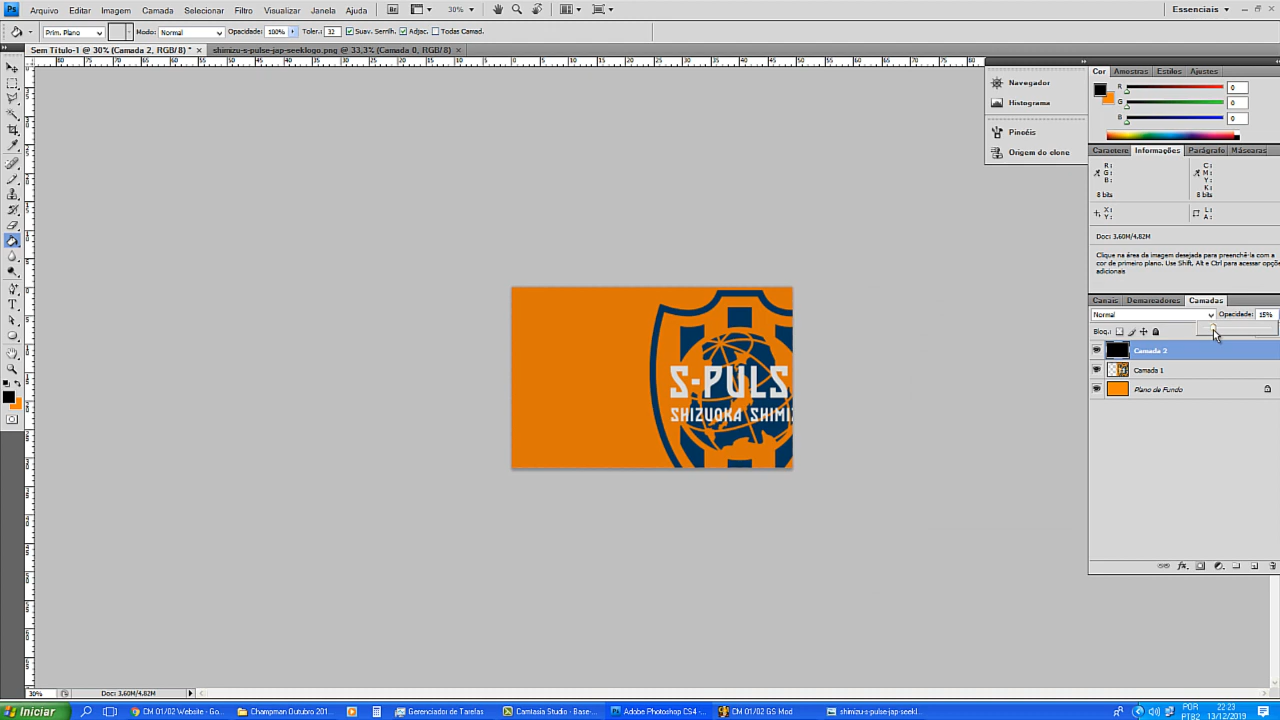 Ps Arquivo Editar Imagem Camada Selecionar Filtro Visualizar Janela Ajuda Br 30% Essenciais
Prim. Plano Modo: Normal Opacidade: 100% Toler.: 32 Suav. Serrilh. Adjac. Todas Camad.
Sem Título-1 @ 30% (Camada 2, RGB/8) * × shimizu-s-pulse-jap-seeklogo.png @ 33,3% (Camada 0, RGB/8) ×
Navegador
Histograma
Pincéis
Origem do clone
Cor Amostras Estilos Ajustes
R 0
G 0
B 0
Caractere Informações Parágrafo Máscaras
R: C:
G: M:
B: Y:
K:
8 bits 8 bits
X: L:
Y: A:
Doc: 3.60M/4.82M
Clique na área da imagem desejada para preenchê-la com a
cor de primeiro plano. Use Shift, Alt e Ctrl para acessar opçõe
adicionais
Canais Demarcadores Camadas
Normal Opacidade: 15%
Bloq.:
Camada 2
Camada 1
Plano de Fundo
S-PULS
SHIZUOKA SHIMIZ
30% Doc: 3.60M/4.82M
Iniciar CM 01/02 Website - Go... Champman Outubro 201... Gerenciador de Tarefas Camtasia Studio - Base-... Adobe Photoshop CS4 - ... CM 01/02 GS Mod shimizu-s-pulse-jap-seekl...
POR
PTB2
22:23
13/12/2019